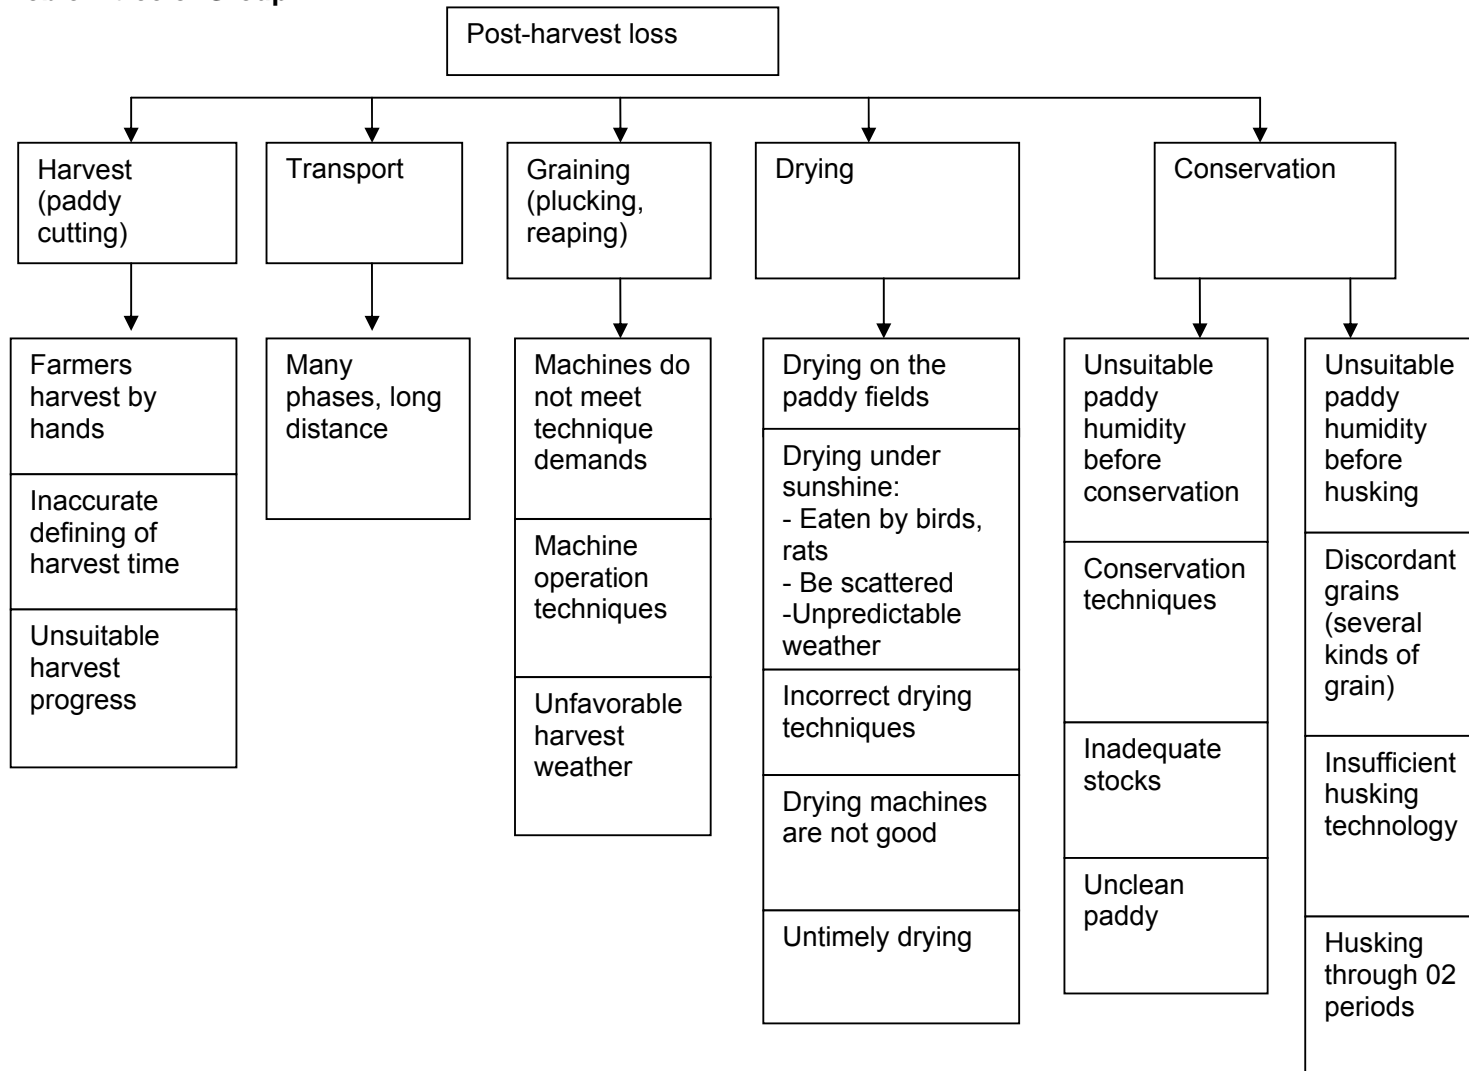 Post-harvest loss
Harvest
(paddy
cutting)
Transport
Graining
(plucking,
reaping)
Drying
Conservation
Farmers
harvest by
hands
Inaccurate
defining of
harvest time
Unsuitable
harvest
progress
Many
phases, long
distance
Machines do
not meet
technique
demands
Machine
operation
techniques
Unfavorable
harvest
weather
Drying on the
paddy fields
Drying under
sunshine:
- Eaten by birds,
rats
- Be scattered
-Unpredictable
weather
Incorrect drying
techniques
Drying machines
are not good
Untimely drying
Unsuitable
paddy
humidity
before
conservation
Conservation
techniques
Inadequate
stocks
Unclean
paddy
Unsuitable
paddy
humidity
before
husking
Discordant
grains
(several
kinds of
grain)
Insufficient
husking
technology
Husking
through 02
periods